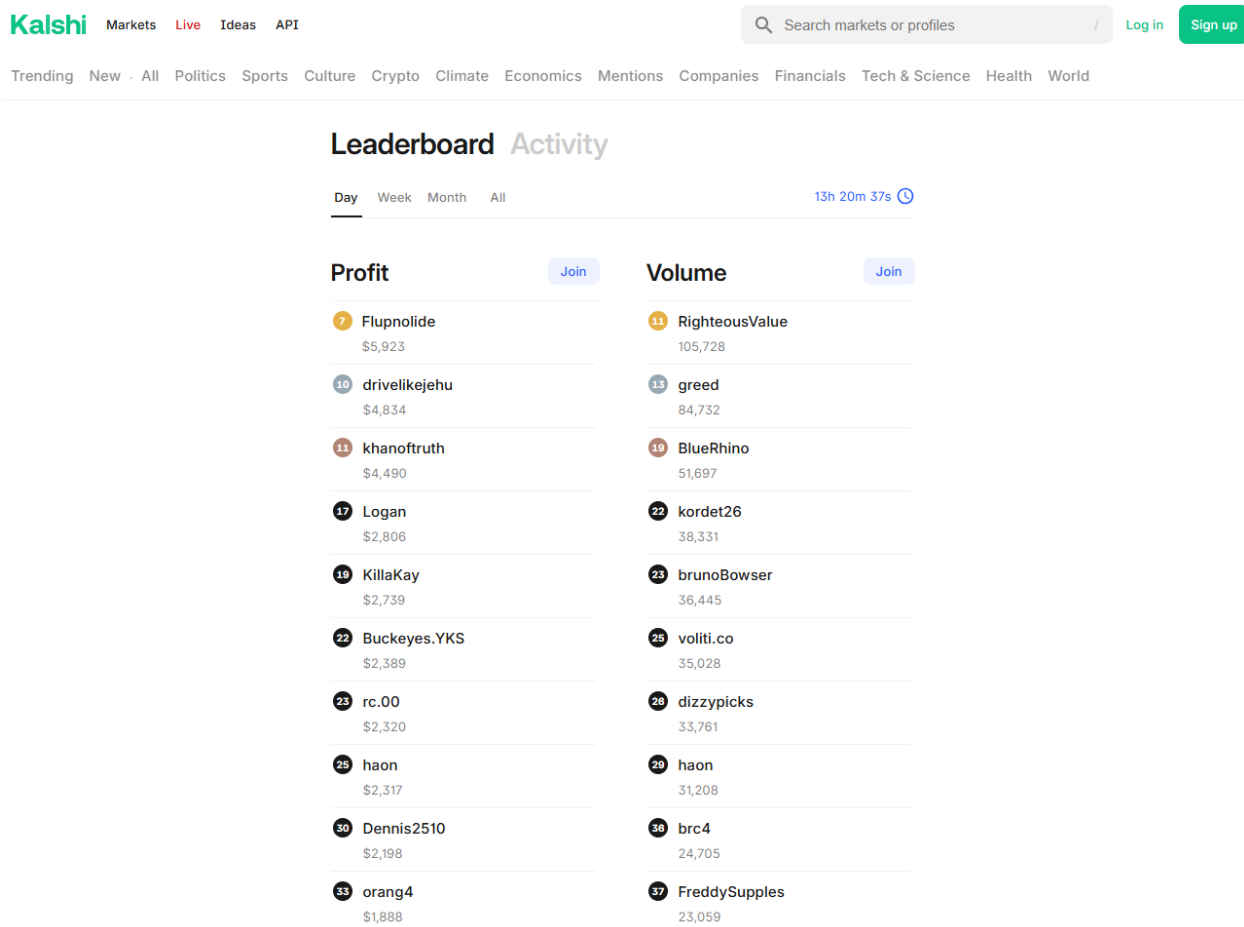 Kalshi Markets Live Ideas API Search markets or profiles / Log in Sign up
Trending New · All Politics Sports Culture Crypto Climate Economics Mentions Companies Financials Tech & Science Health World
Leaderboard Activity
Day Week Month All 13h 20m 37s
Profit Join
7 Flupnolide
$5,923
10 drivelikejehu
$4,834
11 khanoftruth
$4,490
17 Logan
$2,806
19 KillaKay
$2,739
22 Buckeyes.YKS
$2,389
23 rc.00
$2,320
25 haon
$2,317
30 Dennis2510
$2,198
33 orang4
$1,888
Volume Join
11 RighteousValue
105,728
13 greed
84,732
19 BlueRhino
51,697
22 kordet26
38,331
23 brunoBowser
36,445
25 voliti.co
35,028
26 dizzypicks
33,761
29 haon
31,208
36 brc4
24,705
37 FreddySupples
23,059